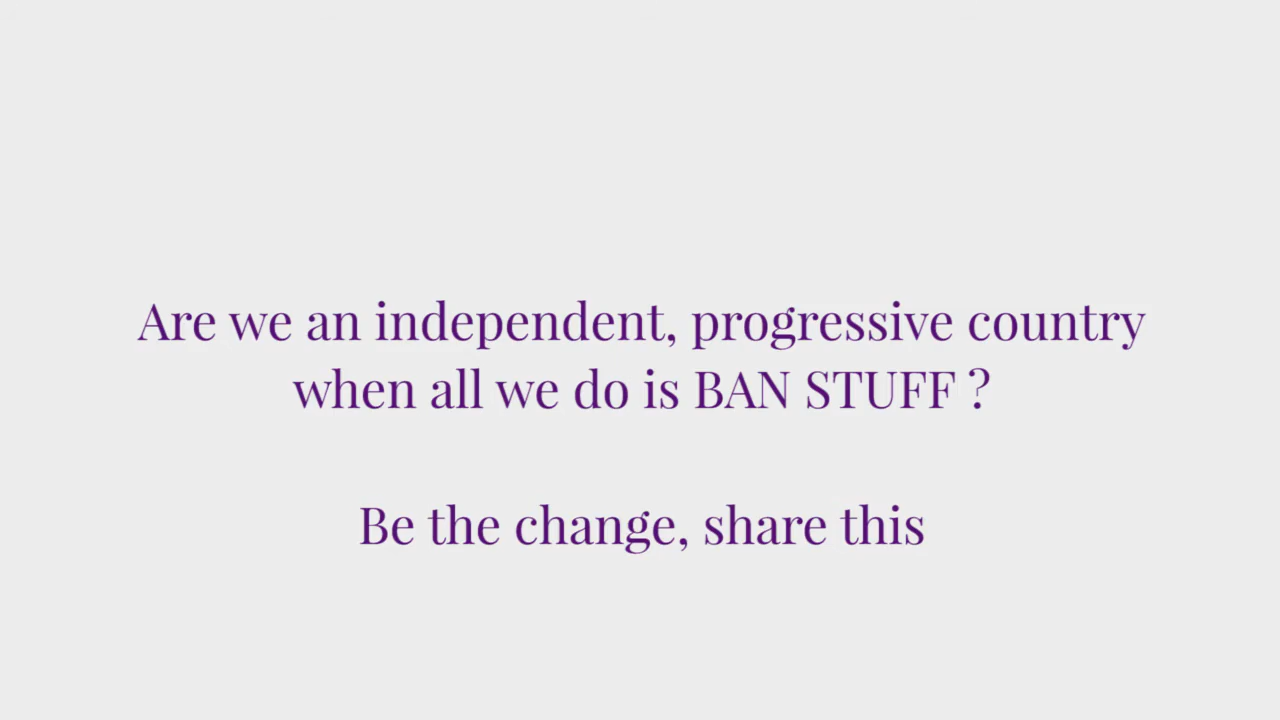 Are we an independent, progressive country
when all we do is BAN STUFF ?
Be the change, share this